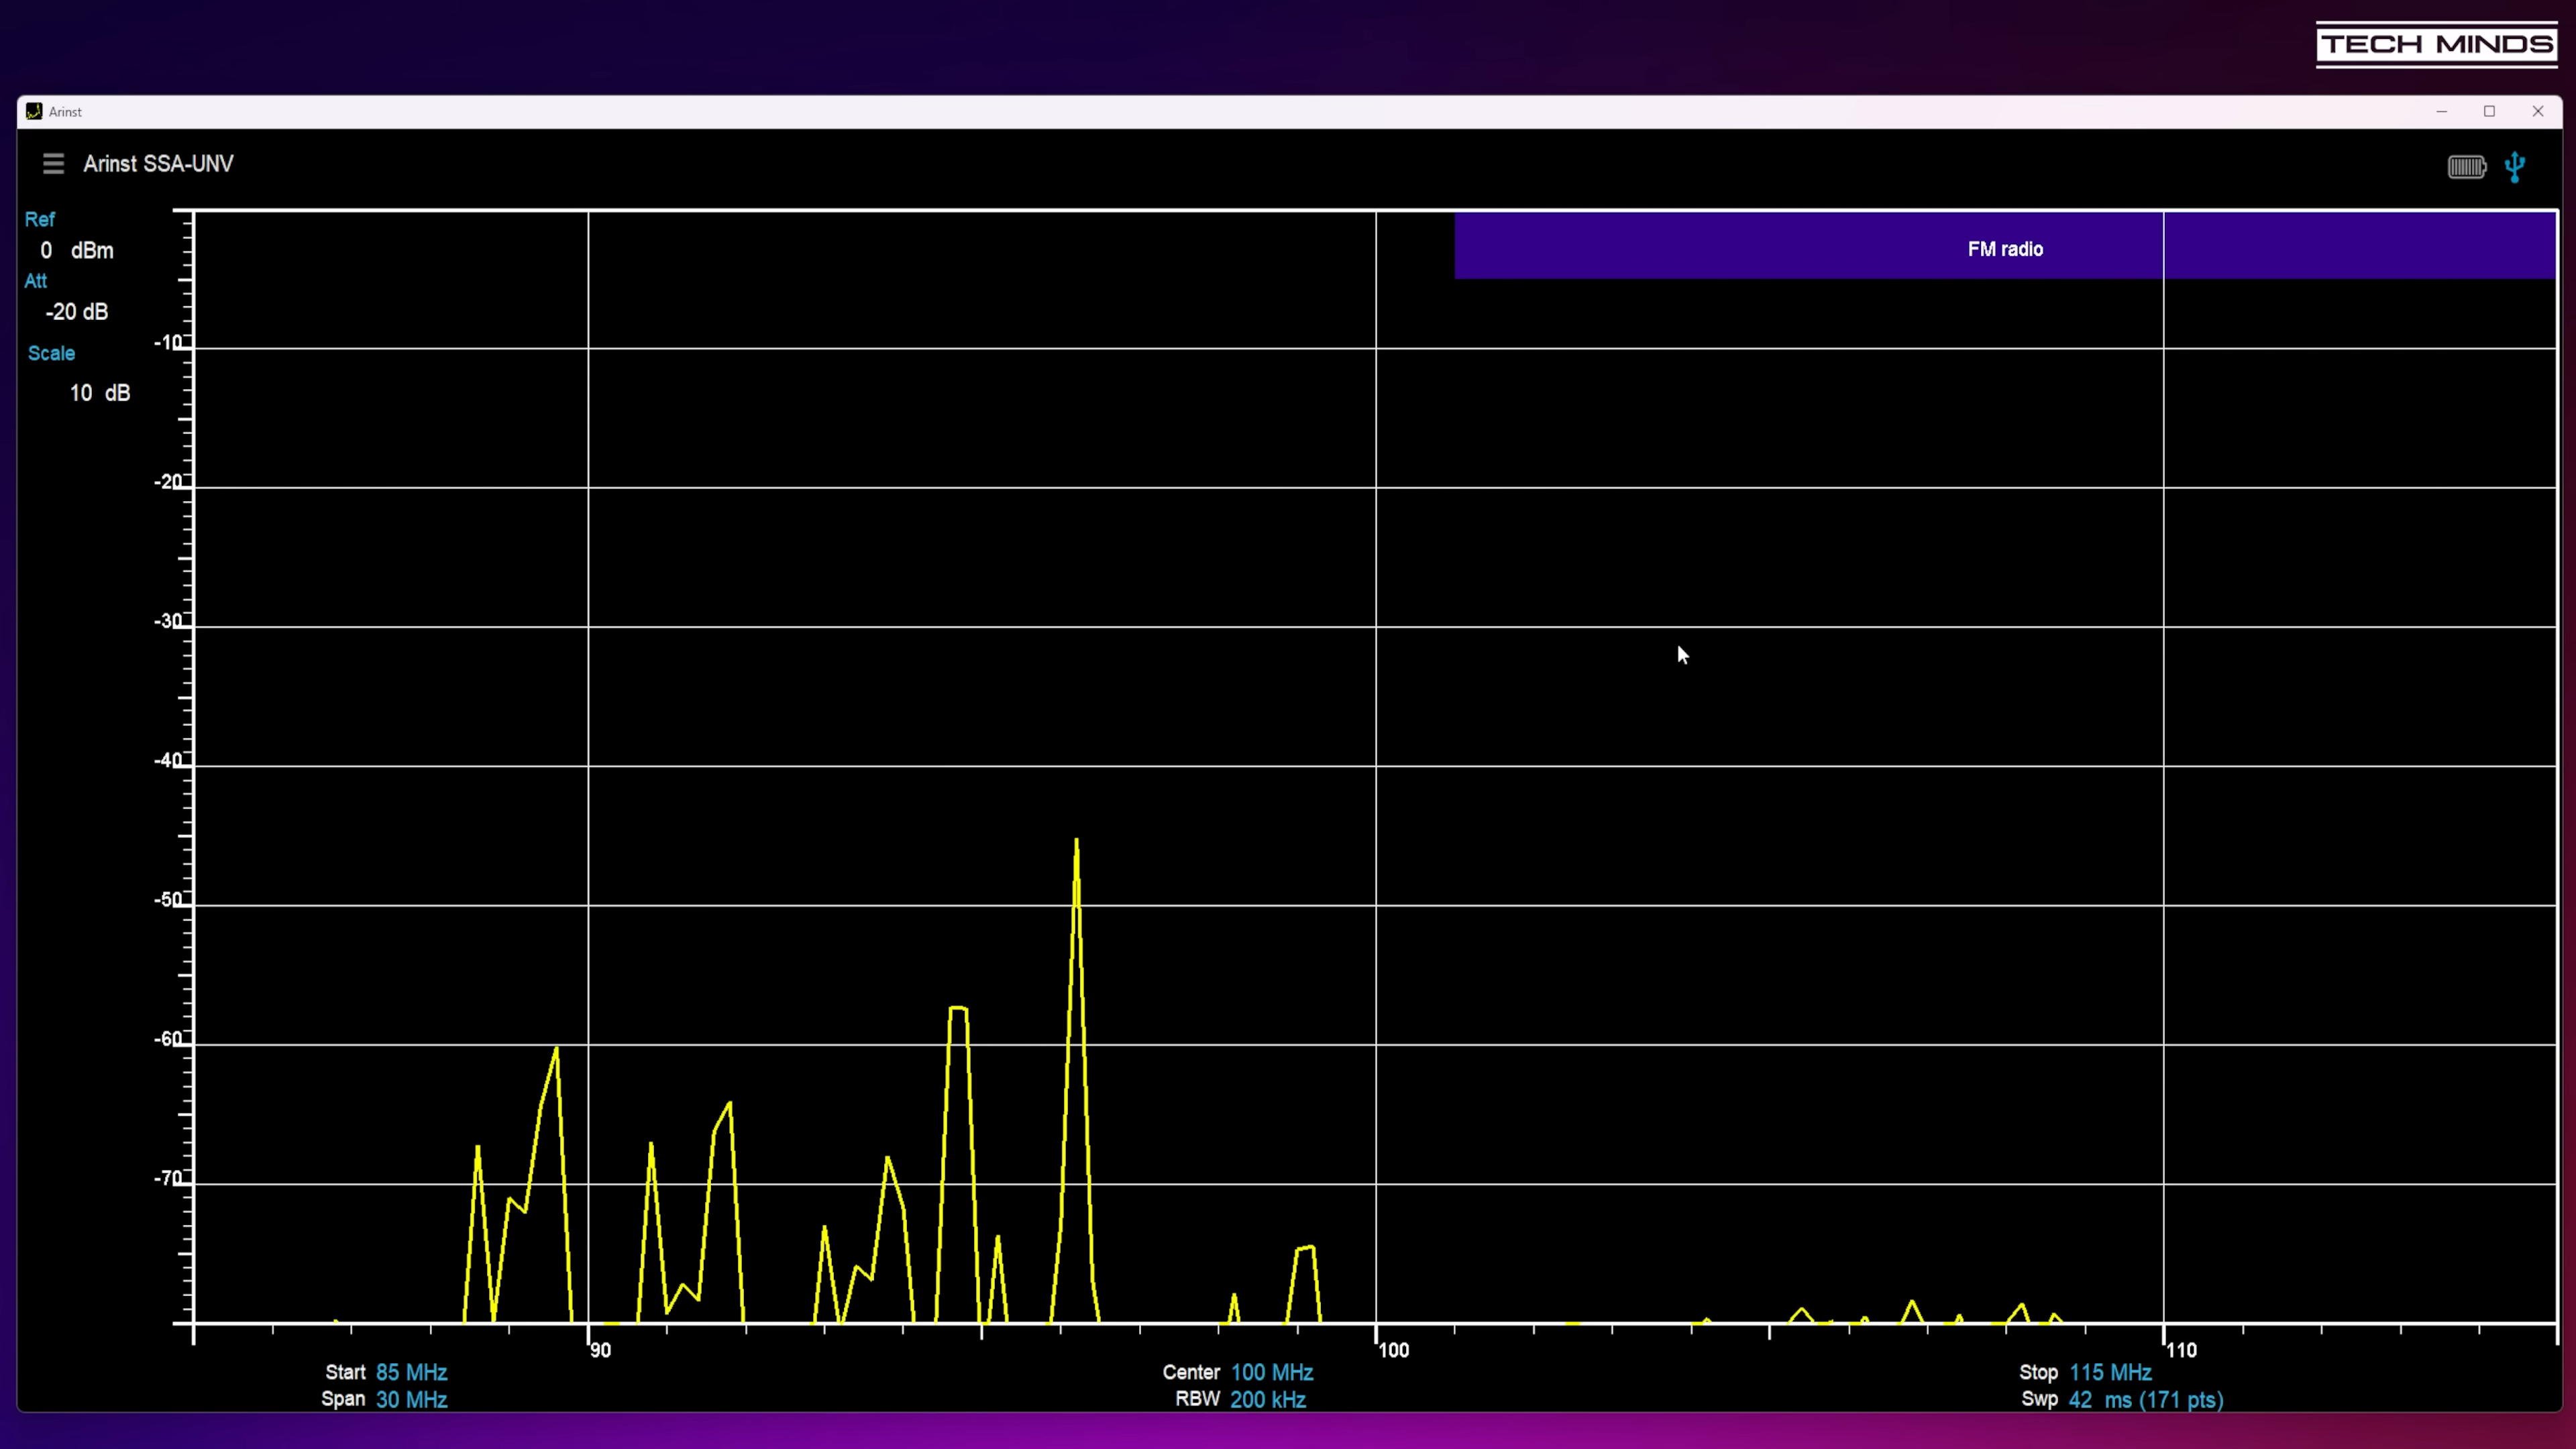 TECH MINDS
Arinst
Arinst SSA-UNV
Ref
0 dBm
Att
-20 dB
Scale
10 dB
FM radio
-10
-20
-30
-40
-50
-60
-70
90
100
110
Start 85 MHz
Center 100 MHz
Stop 115 MHz
Span 30 MHz
RBW 200 kHz
Swp 42 ms (171 pts)